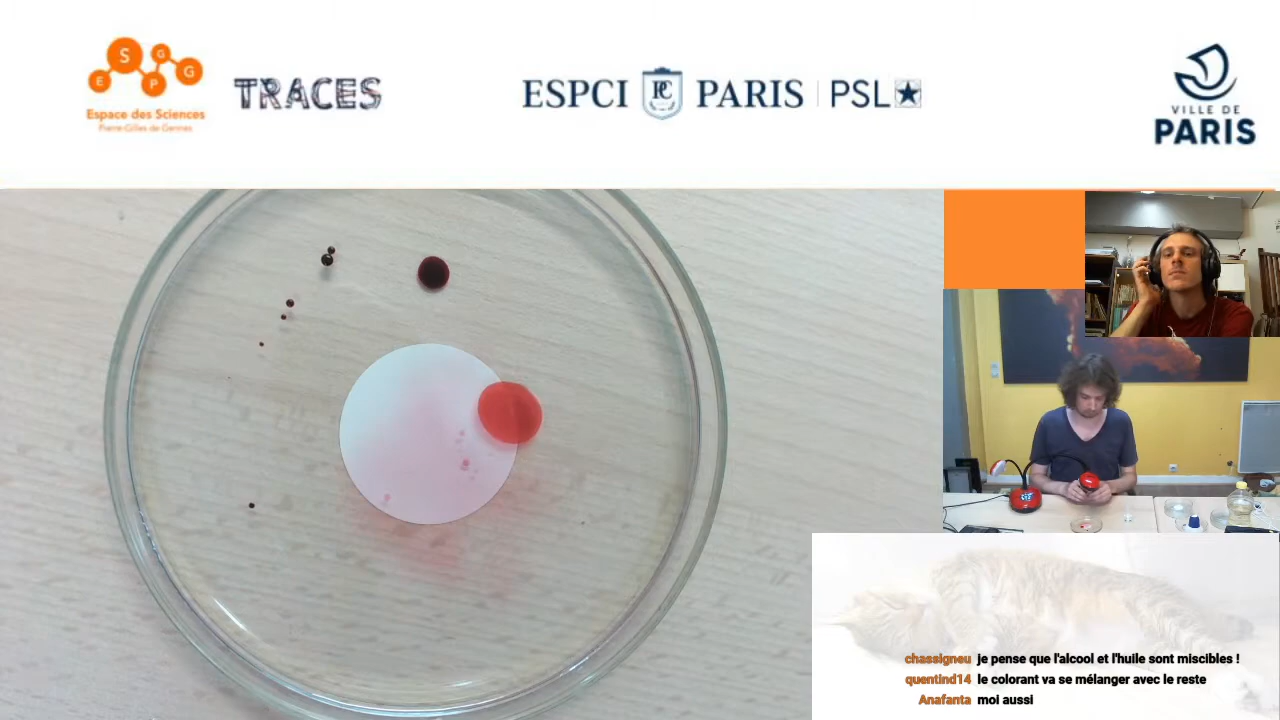 S
G
E
P
G
Espace des Sciences
Pierre-Gilles de Gennes
TRACES
ESPCI PC PARIS | PSL
VILLE DE
PARIS
chassigneu je pense que l'alcool et l'huile sont miscibles !
quentind14 le colorant va se mélanger avec le reste
Anafanta moi aussi